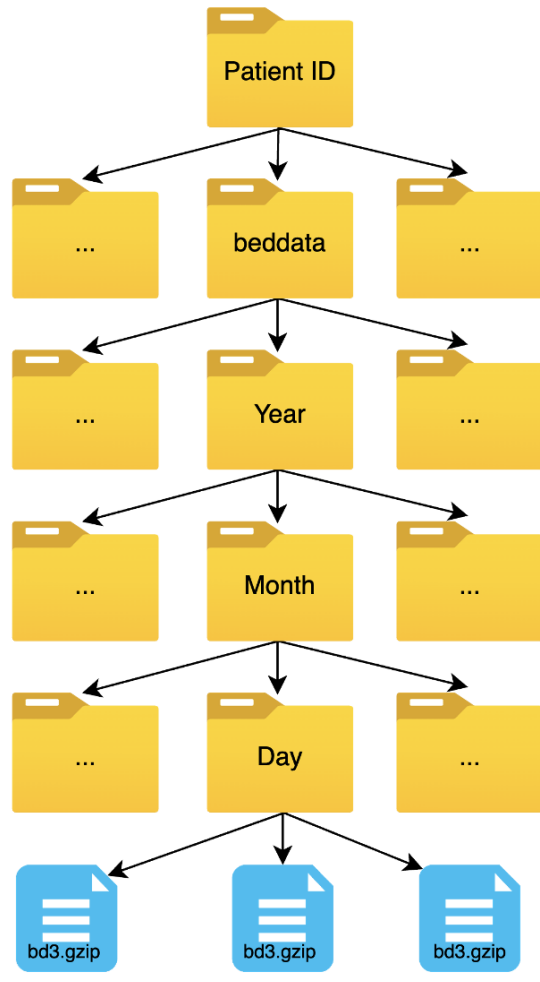 Patient ID
... beddata ...
... Year ...
... Month ...
... Day ...
bd3.gzip bd3.gzip bd3.gzip